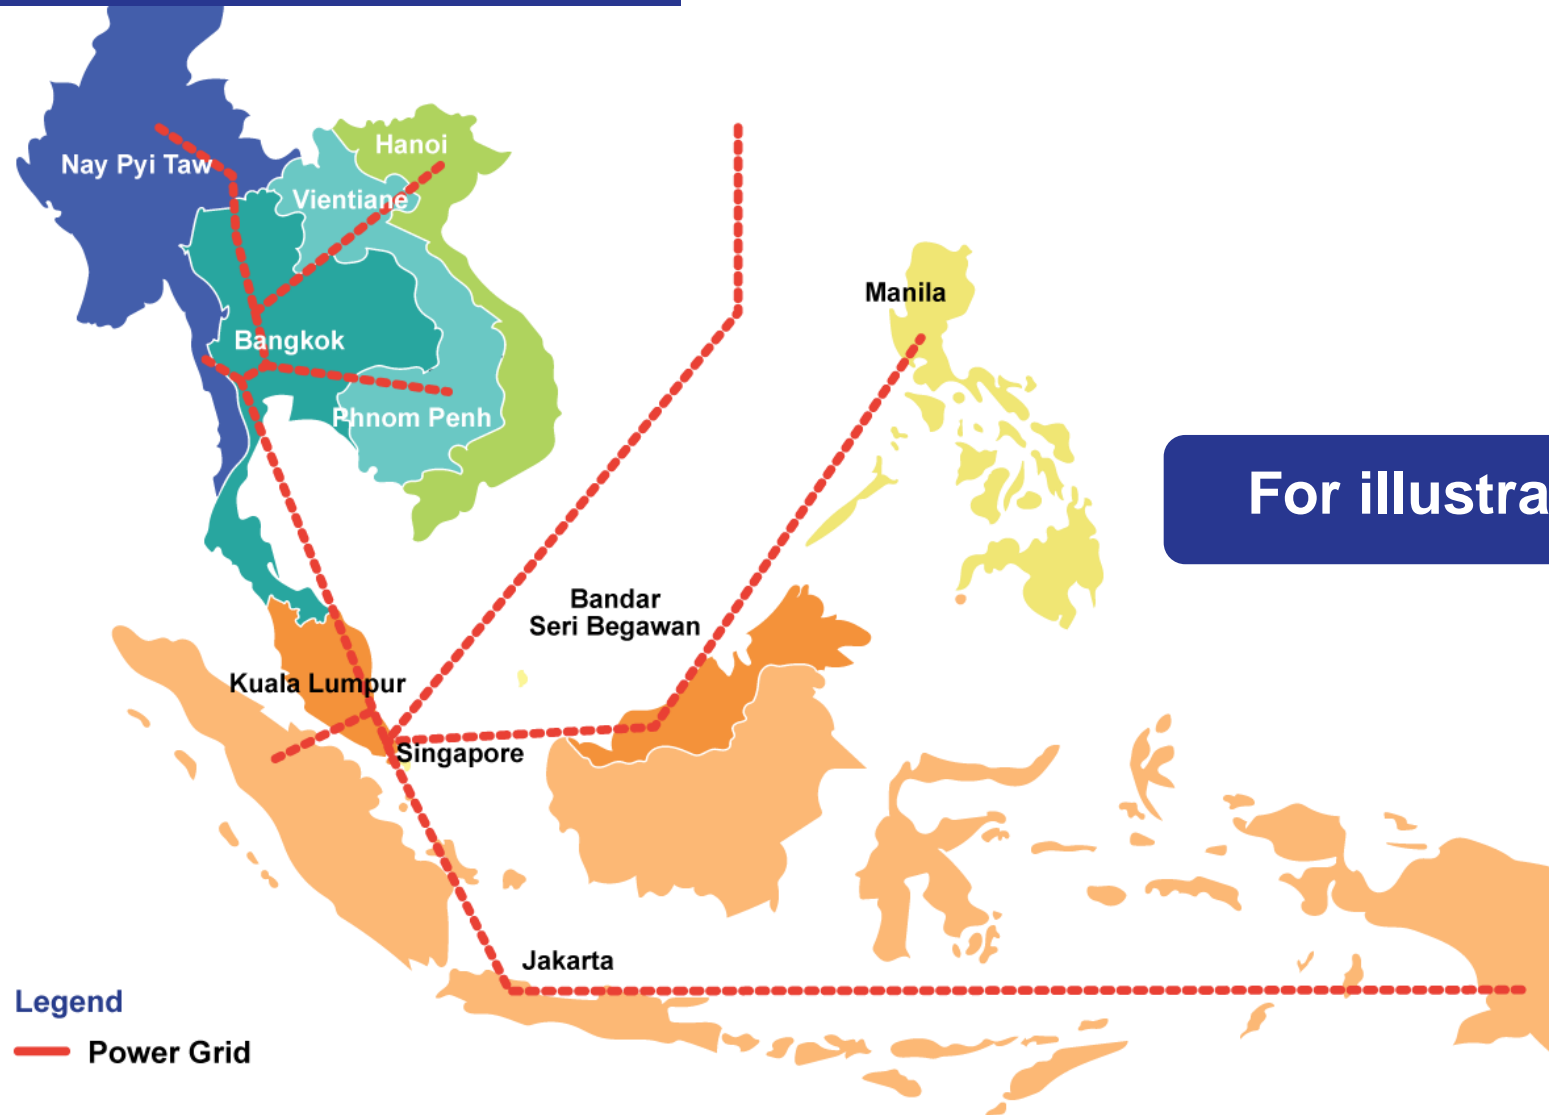 Hanoi
Nay Pyi Taw
Vientiane
Manila
Bangkok
Phnom Penh
For illustra
Bandar
Seri Begawan
Kuala Lumpur
Singapore
Jakarta
Legend
Power Grid